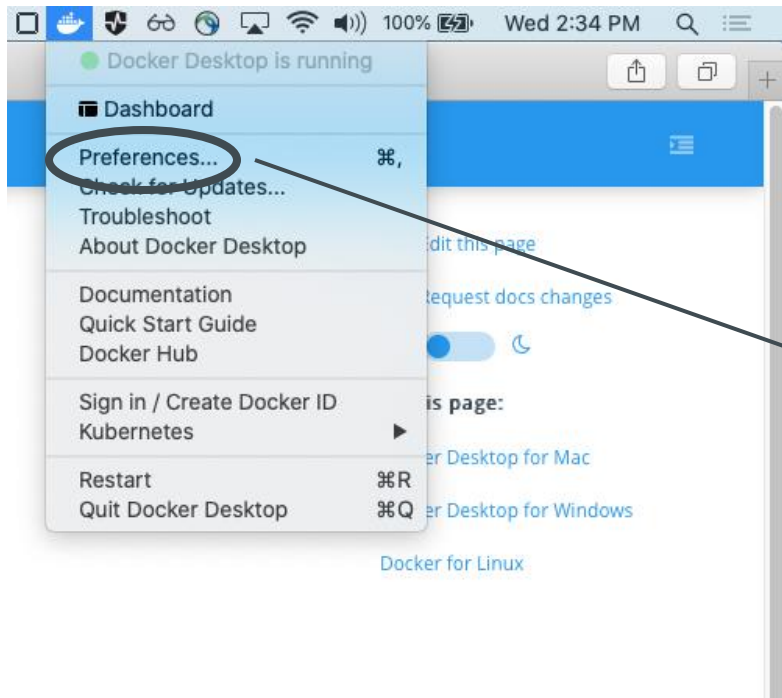 100% Wed 2:34 PM
Docker Desktop is running
Dashboard
Preferences... ⌘,
Check for Updates...
Troubleshoot
About Docker Desktop
dit this page
Documentation
equest docs changes
Quick Start Guide
Docker Hub
Sign in / Create Docker ID
is page:
Kubernetes
er Desktop for Mac
Restart ⌘R
Quit Docker Desktop ⌘Q
er Desktop for Windows
Docker for Linux